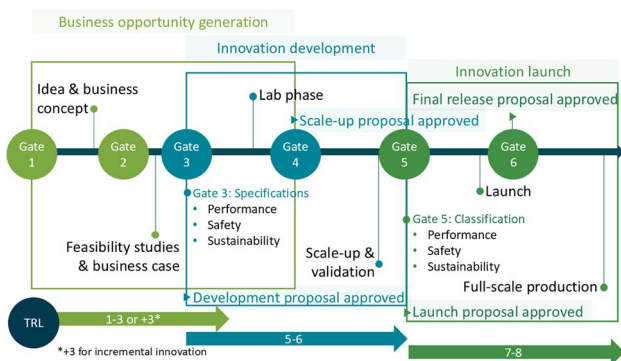 Business opportunity generation
Innovation development
Innovation launch
Idea & business
concept
Lab phase
Final release proposal approved
Scale-up proposal approved
Gate
1
Gate
2
Gate
3
Gate
4
Gate
5
Gate
6
Gate 3: Specifications
• Performance
• Safety
• Sustainability
Launch
Gate 5: Classification
• Performance
• Safety
• Sustainability
Feasibility studies
& business case
Scale-up &
validation
Full-scale production
Development proposal approved
Launch proposal approved
TRL
1-3 or +3*
5-6
7-8
*+3 for incremental innovation